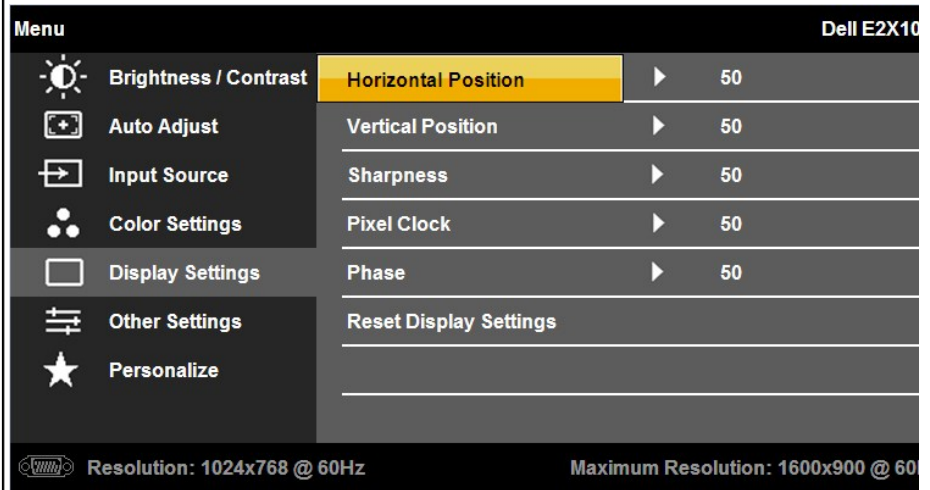 Menu Dell E2X10
Brightness / Contrast Horizontal Position 50
Auto Adjust Vertical Position 50
Input Source Sharpness 50
Color Settings Pixel Clock 50
Display Settings Phase 50
Other Settings Reset Display Settings
Personalize
Resolution: 1024x768 @ 60Hz Maximum Resolution: 1600x900 @ 60